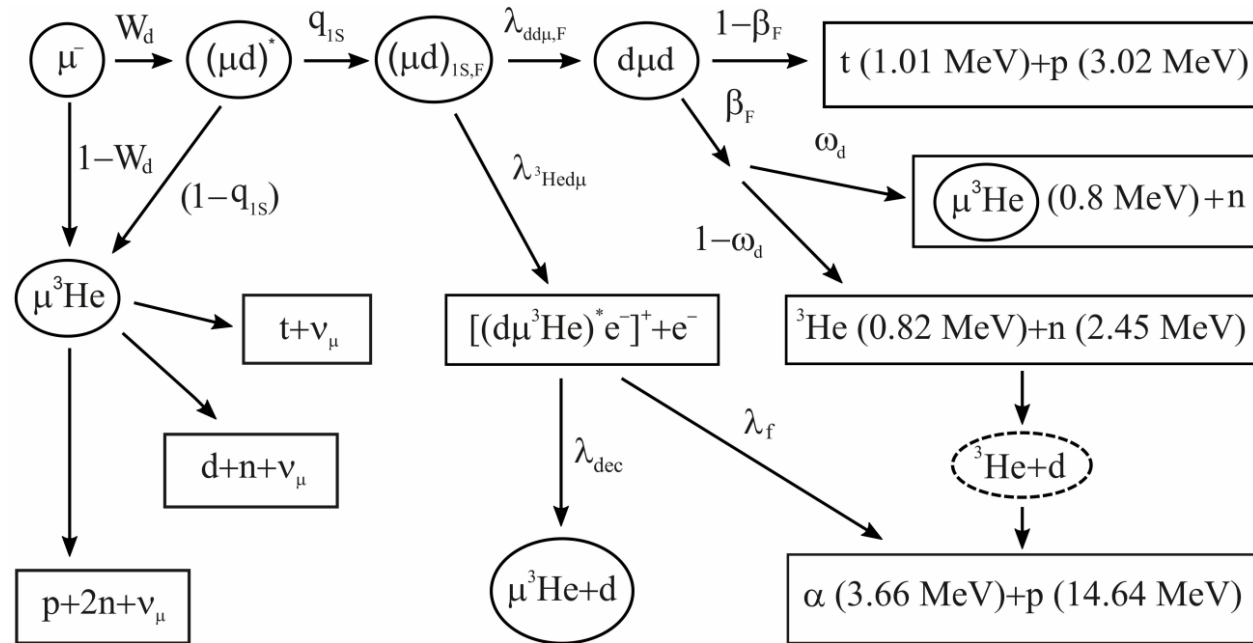 W_d
q_1S
λ_ddμ,F
1−β_F
μ⁻
(μd)*
(μd)_1S,F
dμd
t (1.01 MeV)+p (3.02 MeV)
β_F
ω_d
1−W_d
(1−q_1S)
λ_³Hedμ
μ³He (0.8 MeV)+n
1−ω_d
μ³He
t+ν_μ
[(dμ³He)*e⁻]⁺+e⁻
³He (0.82 MeV)+n (2.45 MeV)
λ_f
λ_dec
d+n+ν_μ
³He+d
p+2n+ν_μ
μ³He+d
α (3.66 MeV)+p (14.64 MeV)